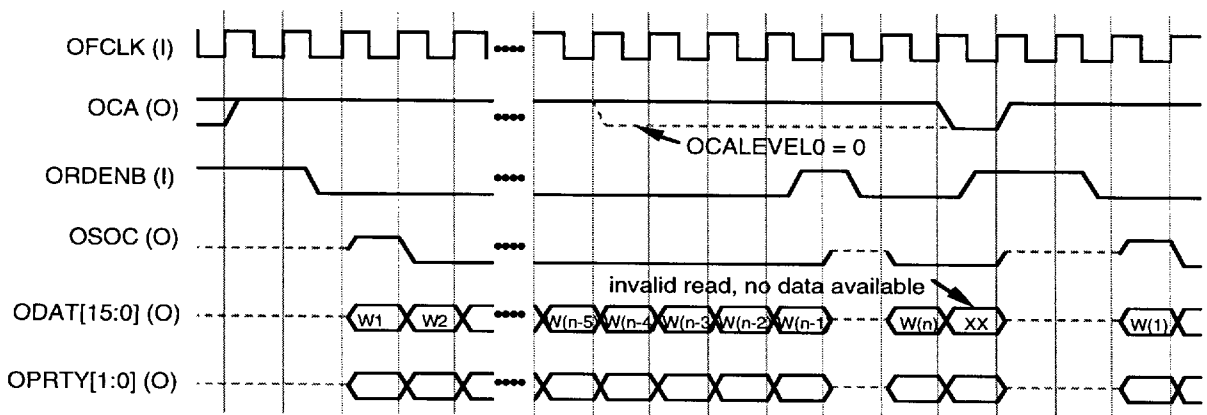 OFCLK (I)
OCA (O)
OCALEVEL0 = 0
ORDENB (I)
OSOC (O)
invalid read, no data available
ODAT[15:0] (O) W1 W2 W(n-5) W(n-4) W(n-3 W(n-2) W(n-1 W(n) XX W(1)
OPRTY[1:0] (O)